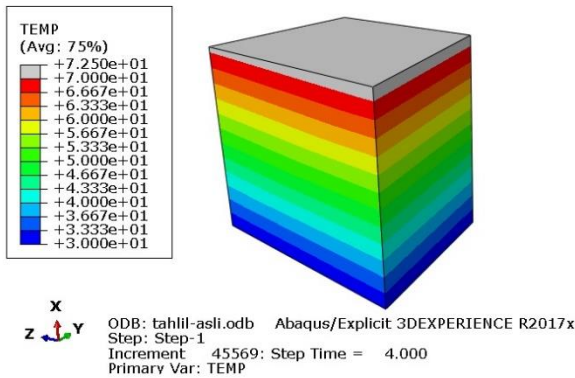 TEMP
(Avg: 75%)
+7.250e+01
+7.000e+01
+6.667e+01
+6.333e+01
+6.000e+01
+5.667e+01
+5.333e+01
+5.000e+01
+4.667e+01
+4.333e+01
+4.000e+01
+3.667e+01
+3.333e+01
+3.000e+01
X
Z Y
ODB: tahlil-asli.odb Abaqus/Explicit 3DEXPERIENCE R2017x
Step: Step-1
Increment 45569: Step Time = 4.000
Primary Var: TEMP